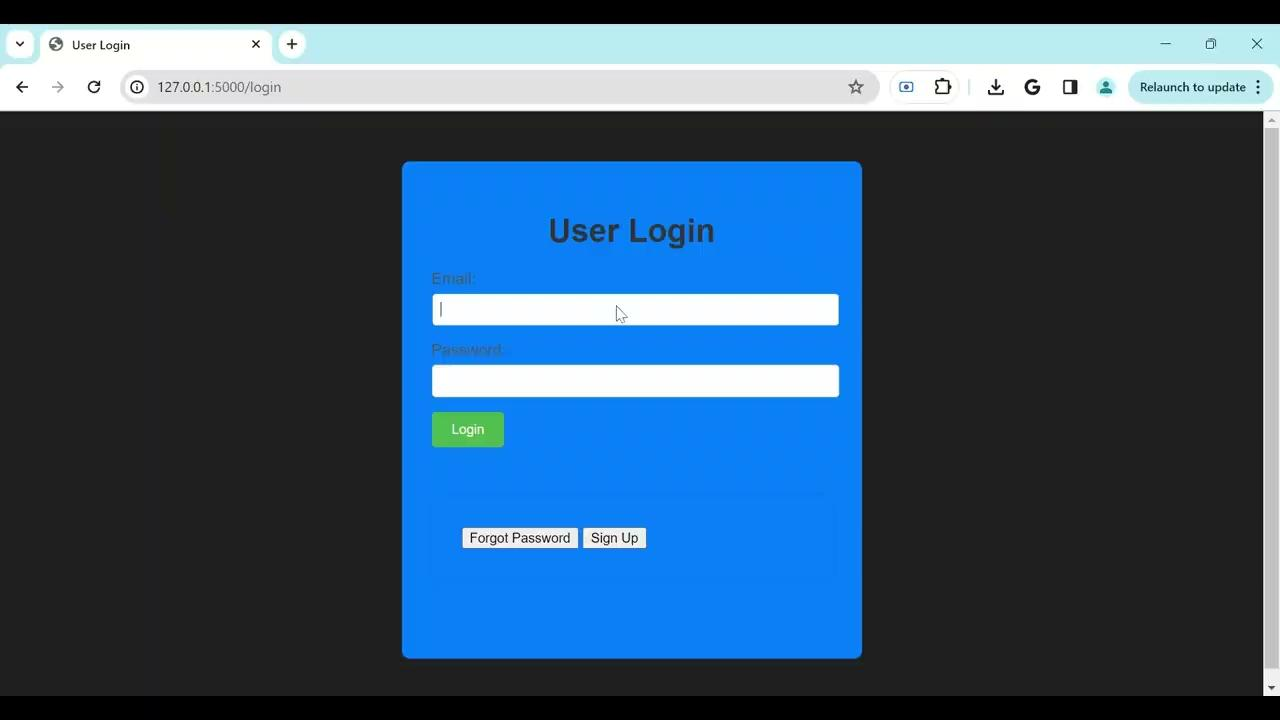 User Login
127.0.0.1:5000/login
Relaunch to update
User Login
Email:
Password:
Login
Forgot Password Sign Up